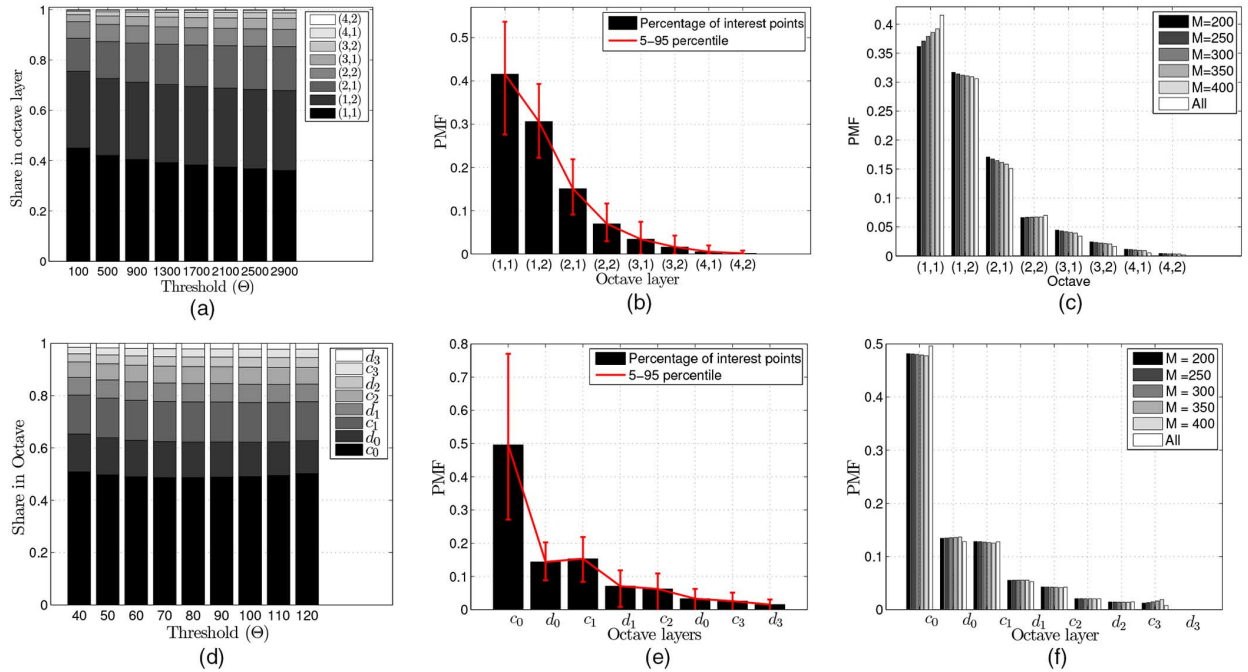 1
0.8
0.6
0.4
0.2
0
Share in octave layer
(4,2)
(4,1)
(3,2)
(3,1)
(2,2)
(2,1)
(1,2)
(1,1)
100 500 900 1300 1700 2100 2500 2900
Threshold (Θ)
(a)
0.5
0.4
0.3
0.2
0.1
0
PMF
Percentage of interest points
5-95 percentile
(1,1) (1,2) (2,1) (2,2) (3,1) (3,2) (4,1) (4,2)
Octave layer
(b)
0.4
0.35
0.3
0.25
0.2
0.15
0.1
0.05
0
PMF
M=200
M=250
M=300
M=350
M=400
All
(1,1) (1,2) (2,1) (2,2) (3,1) (3,2) (4,1) (4,2)
Octave
(c)
1
0.8
0.6
0.4
0.2
0
Share in Octave
d3
c3
d2
c2
d1
c1
d0
c0
40 50 60 70 80 90 100 110 120
Threshold (Θ)
(d)
0.8
0.7
0.6
0.5
0.4
0.3
0.2
0.1
0
PMF
Percentage of interest points
5-95 percentile
c0 d0 c1 d1 c2 d0 c3 d3
Octave layers
(e)
0.5
0.4
0.3
0.2
0.1
0
PMF
M = 200
M =250
M = 300
M = 350
M = 400
All
c0 d0 c1 d1 c2 d2 c3 d3
Octave layer
(f)